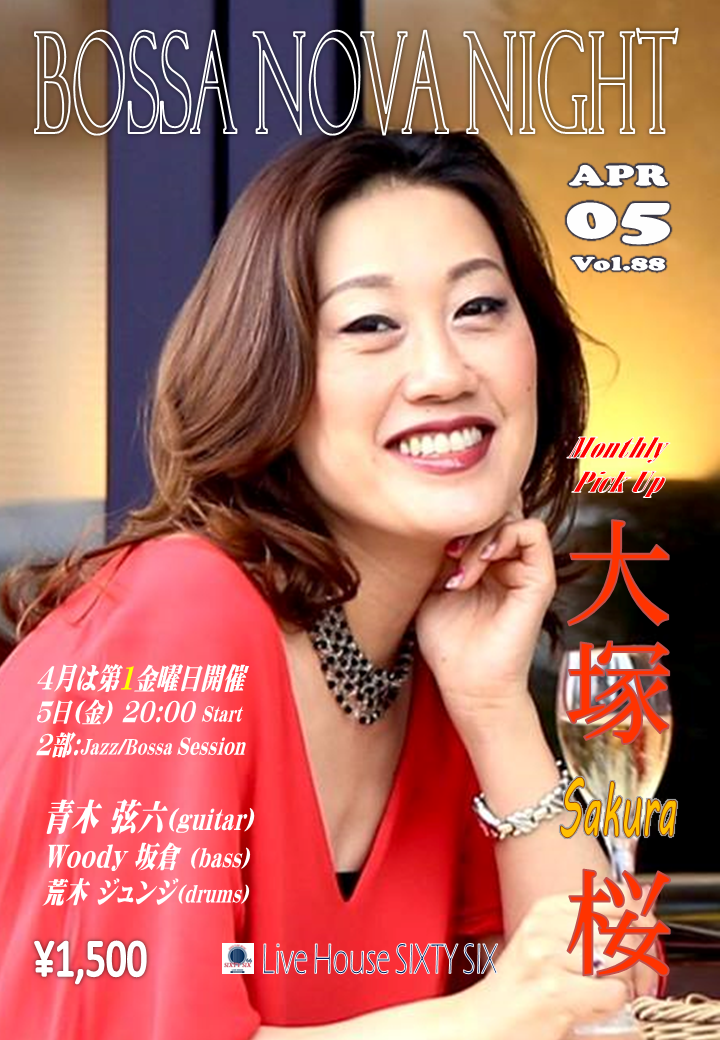 BOSSA NOVA NIGHT
APR
05
Vol.88
Monthly
Pick Up
大塚
Sakura
桜
4月は第1金曜日開催
5日(金) 20:00 Start
2部:Jazz/Bossa Session
青木 弦六(guitar)
Woody 坂倉 (bass)
荒木 ジュンジ(drums)
¥1,500
SIXTY SIX
Live House SIXTY SIX